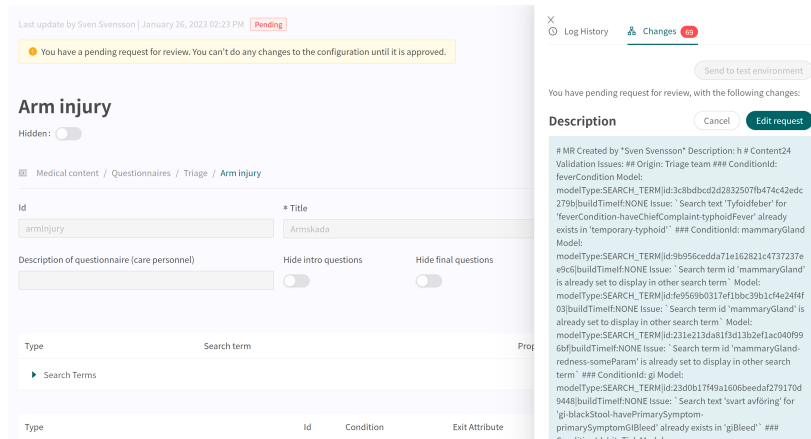 Last update by Sven Svensson | January 26, 2023 02:23 PM Pending
You have a pending request for review. You can't do any changes to the configuration until it is approved.
Arm injury
Hidden:
Medical content / Questionnaires / Triage / Arm injury
Id
* Title
armInjury
Armskada
Description of questionnaire (care personnel)
Hide intro questions
Hide final questions
Type
Search term
Prop
Search Terms
Type
Id
Condition
Exit Attribute
Log History
Changes 69
Send to test environment
You have pending request for review, with the following changes:
Description
Cancel
Edit request
# MR Created by *Sven Svensson* Description: h # Content24
Validation Issues: ## Origin: Triage team ### ConditionId:
feverCondition Model:
modelType:SEARCH_TERM|id:3c8bdbcd2d2832507fb474c42edc
279b|buildTimeIf:NONE Issue: `Search text 'Tyfoidfeber' for
'feverCondition-haveChiefComplaint-typhoidFever' already
exists in 'temporary-typhoid'` ### ConditionId: mammaryGland
Model:
modelType:SEARCH_TERM|id:9b956cedda71e162821c4737237e
e9c6|buildTimeIf:NONE Issue: `Search term id 'mammaryGland'
is already set to display in other search term` Model:
modelType:SEARCH_TERM|id:fe9569b0317ef1bbc39b1cf4e24f4f
03|buildTimeIf:NONE Issue: `Search term id 'mammaryGland' is
already set to display in other search term` Model:
modelType:SEARCH_TERM|id:231e213da81f3d13b2ef1ac040f99
6bf|buildTimeIf:NONE Issue: `Search term id 'mammaryGland-
redness-someParam' is already set to display in other search
term` ### ConditionId: gi Model:
modelType:SEARCH_TERM|id:23d0b17f49a1606beedaf279170d
9448|buildTimeIf:NONE Issue: `Search text 'svart avföring' for
'gi-blackStool-havePrimarySymptom-
primarySymptomGIBleed' already exists in 'giBleed'` ###